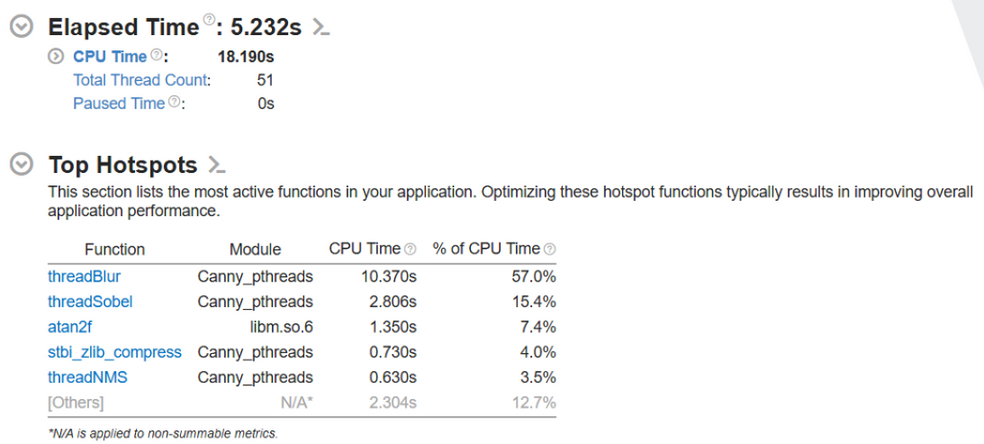 Elapsed Time ?: 5.232s
CPU Time ?: 18.190s
Total Thread Count: 51
Paused Time ?: 0s
Top Hotspots
This section lists the most active functions in your application. Optimizing these hotspot functions typically results in improving overall
application performance.
Function Module CPU Time ? % of CPU Time ?
threadBlur Canny_pthreads 10.370s 57.0%
threadSobel Canny_pthreads 2.806s 15.4%
atan2f libm.so.6 1.350s 7.4%
stbi_zlib_compress Canny_pthreads 0.730s 4.0%
threadNMS Canny_pthreads 0.630s 3.5%
[Others] N/A* 2.304s 12.7%
*N/A is applied to non-summable metrics.